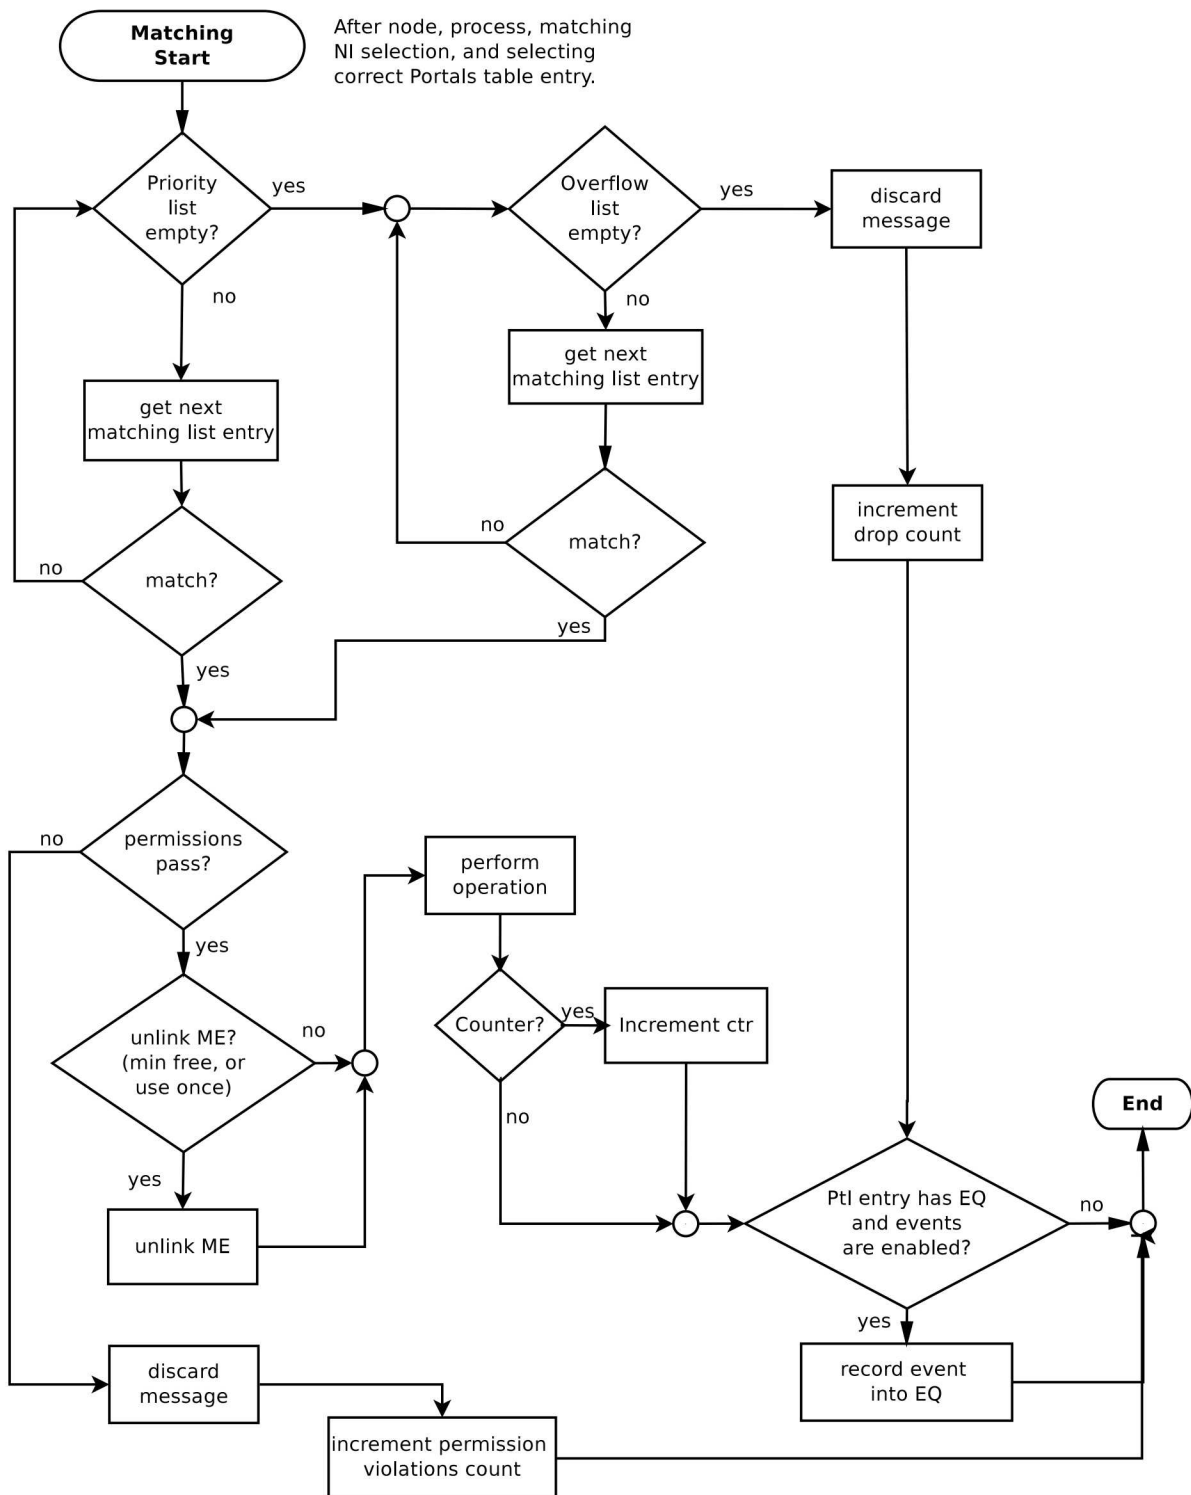 Matching
Start
After node, process, matching
NI selection, and selecting
correct Portals table entry.
Priority
list
empty?
yes
no
Overflow
list
empty?
yes
no
discard
message
get next
matching list entry
get next
matching list entry
increment
drop count
match?
no
yes
match?
no
yes
permissions
pass?
no
yes
perform
operation
unlink ME?
(min free, or
use once)
no
yes
Counter?
yes
no
Increment ctr
End
unlink ME
Ptl entry has EQ
and events
are enabled?
no
yes
discard
message
record event
into EQ
increment permission
violations count